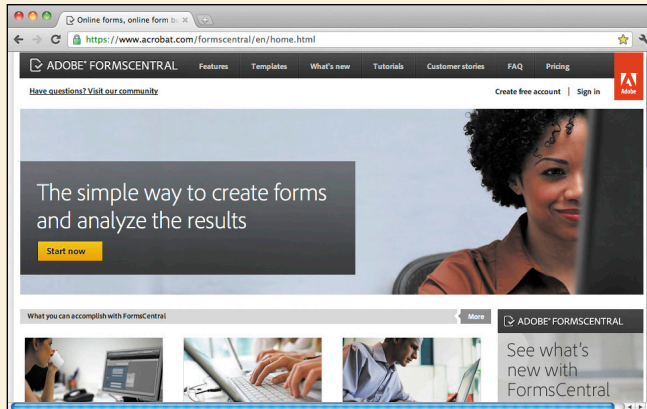 Online forms, online form bu
https://www.acrobat.com/formscentral/en/home.html
ADOBE® FORMSCENTRAL Features Templates What's new Tutorials Customer stories FAQ Pricing
Adobe
Have questions? Visit our community Create free account | Sign in
The simple way to create forms
and analyze the results
Start now
What you can accomplish with FormsCentral More
ADOBE® FORMSCENTRAL
See what's
new with
FormsCentral